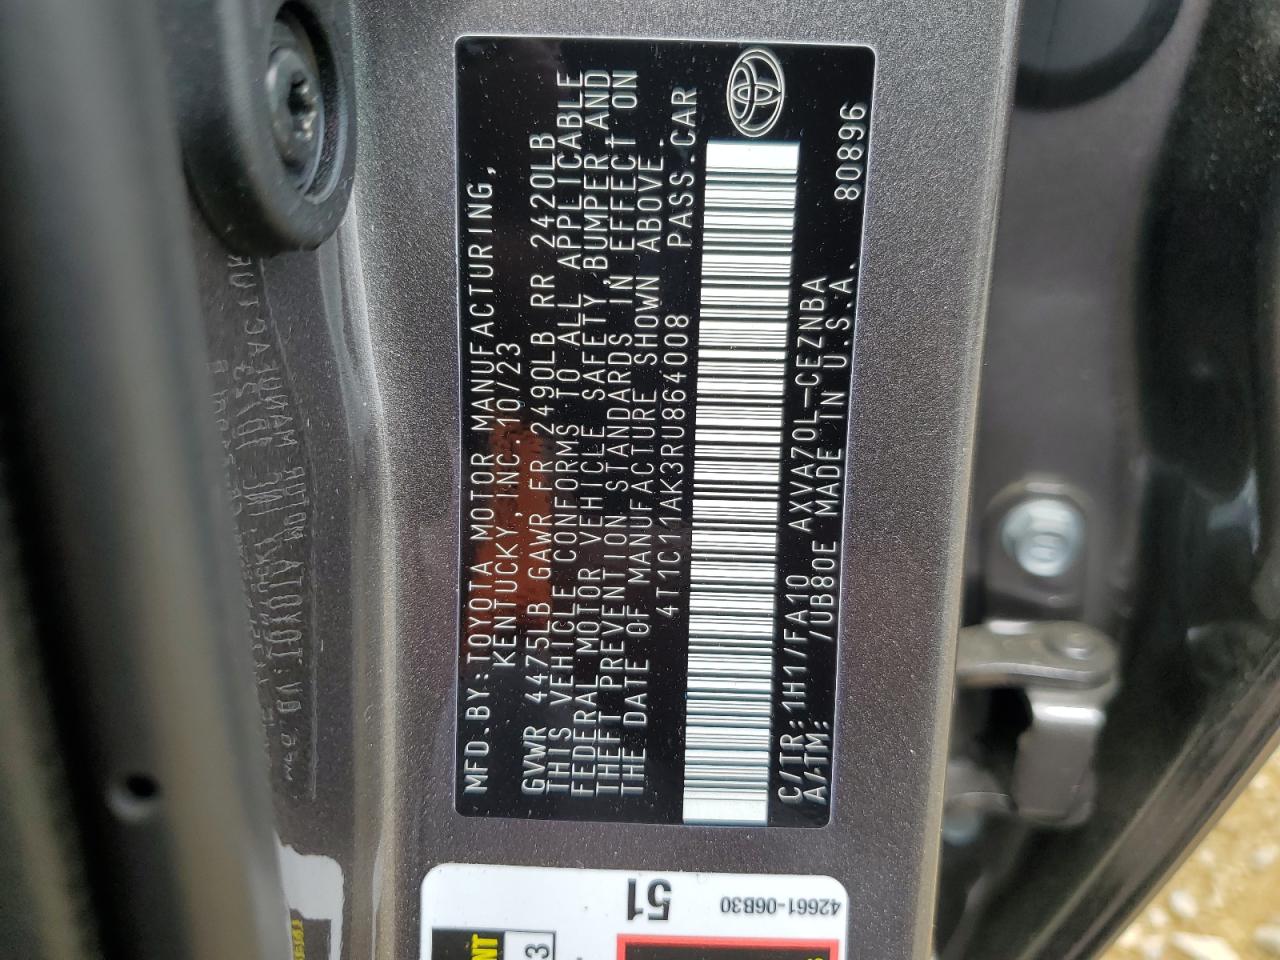 MFD.BY:TOYOTA MOTOR MANUFACTURING,
KENTUCKY,INC. 10/23
GVWR 4475LB GAWR FR 2490LB RR 2420LB
THIS VEHICLE CONFORMS TO ALL APPLICABLE
FEDERAL MOTOR VEHICLE SAFETY,BUMPER,AND
THEFT PREVENTION STANDARDS IN EFFECT ON
THE DATE OF MANUFACTURE SHOWN ABOVE.
4T1C11AK3RU864008 PASS.CAR
C/TR:1H1/FA10 AXVA70L-CEZNBA
A/TM: /UB80E MADE IN U.S.A. 80896
51
42661-06B30
3